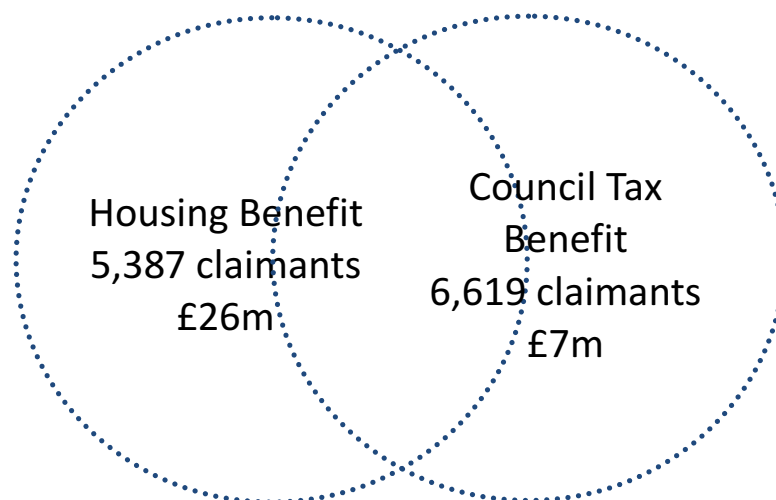 Housing Benefit
5,387 claimants
£26m
Council Tax
Benefit
6,619 claimants
£7m